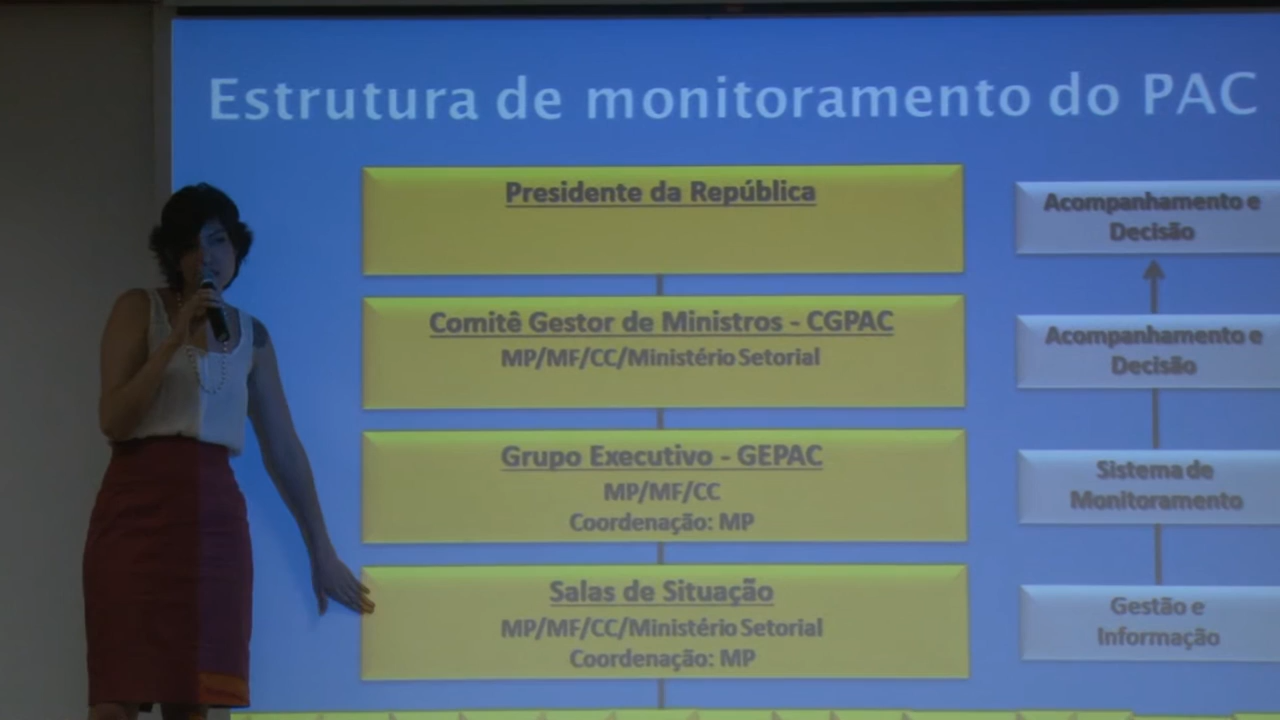 Estrutura de monitoramento do PAC
Presidente da República
Acompanhamento e
Decisão
Comitê Gestor de Ministros - CGPAC
MP/MF/CC/Ministério Setorial
Acompanhamento e
Decisão
Grupo Executivo - GEPAC
MP/MF/CC
Coordenação: MP
Sistema de
Monitoramento
Salas de Situação
MP/MF/CC/Ministério Setorial
Coordenação: MP
Gestão e
Informação